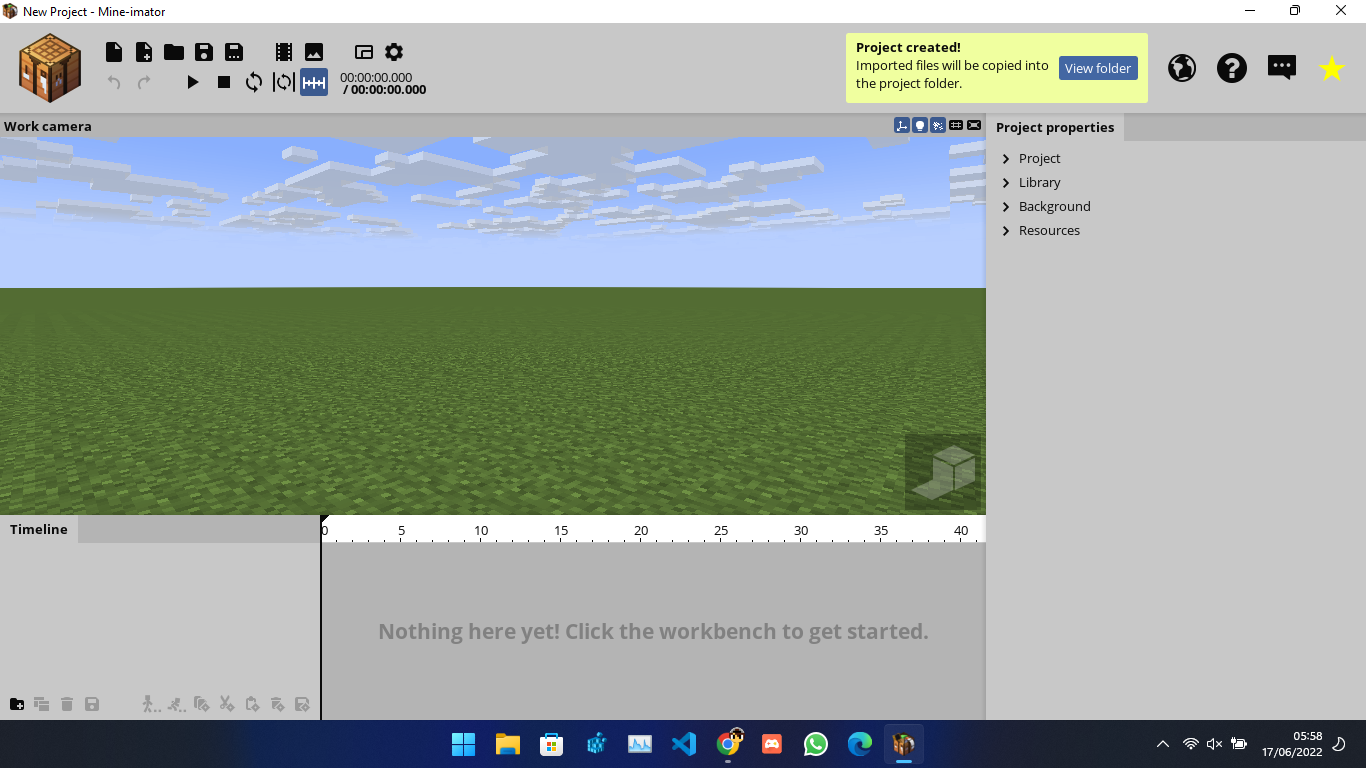 New Project - Mine-imator
Project created!
Imported files will be copied into
the project folder.
View folder
00:00:00.000
/ 00:00:00.000
Work camera
Project properties
Project
Library
Background
Resources
Timeline
0 5 10 15 20 25 30 35 40
Nothing here yet! Click the workbench to get started.
05:58
17/06/2022